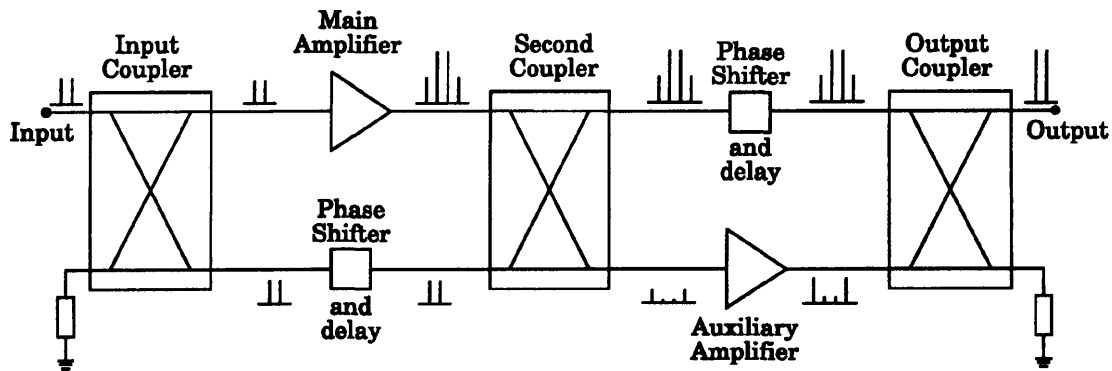 Input
Coupler
Main
Amplifier
Second
Coupler
Phase
Shifter
and
delay
Output
Coupler
Input
Output
Phase
Shifter
and
delay
Auxiliary
Amplifier